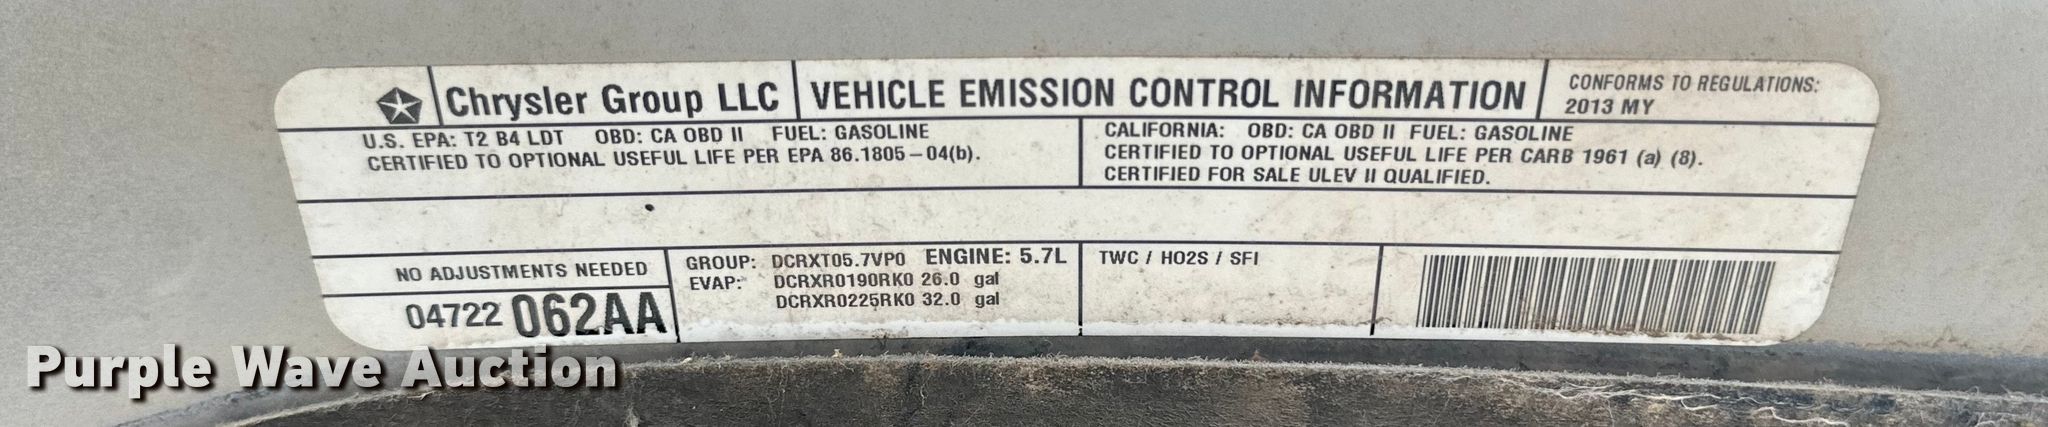 Chrysler Group LLC
VEHICLE EMISSION CONTROL INFORMATION
CONFORMS TO REGULATIONS:
2013 MY
U.S. EPA: T2 B4 LDT OBD: CA OBD II FUEL: GASOLINE
CERTIFIED TO OPTIONAL USEFUL LIFE PER EPA 86.1805-04(b).
CALIFORNIA: OBD: CA OBD II FUEL: GASOLINE
CERTIFIED TO OPTIONAL USEFUL LIFE PER CARB 1961 (a) (8).
CERTIFIED FOR SALE ULEV II QUALIFIED.
NO ADJUSTMENTS NEEDED
04722 062AA
GROUP: DCRXT05.7VP0 ENGINE: 5.7L
EVAP: DCRXR0190RK0 26.0 gal
DCRXR0225RK0 32.0 gal
TWC / HO2S / SFI
Purple Wave Auction